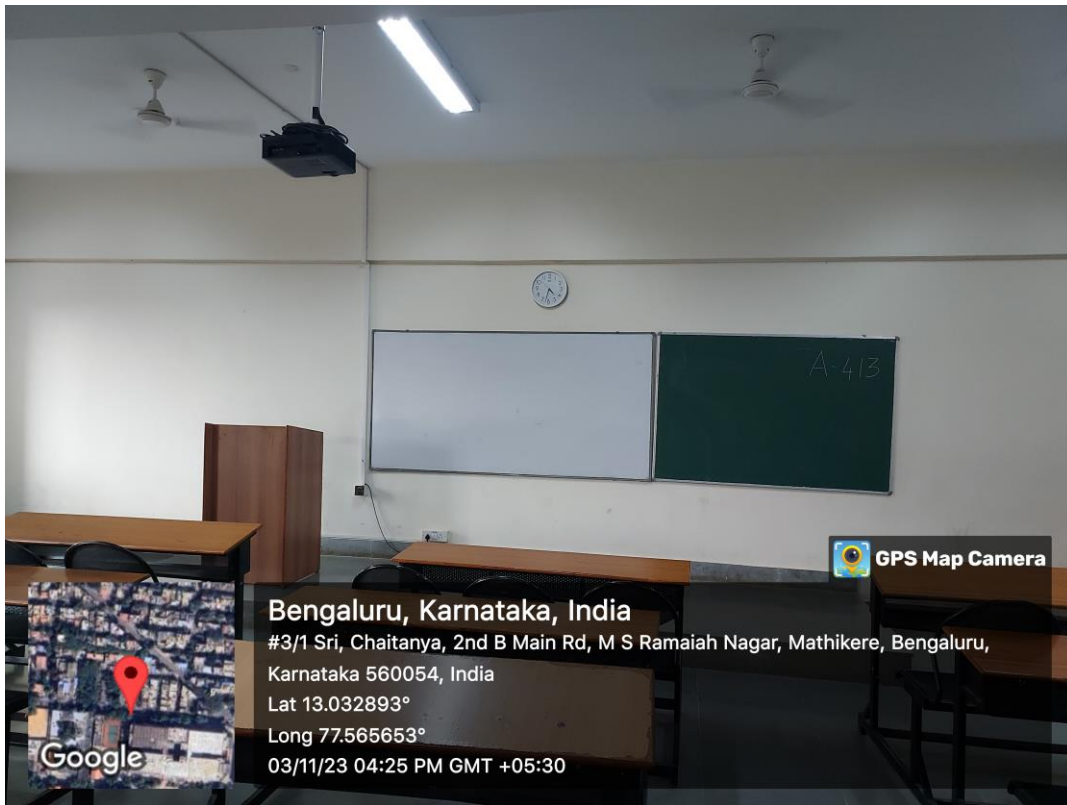 A-413
GPS Map Camera
Bengaluru, Karnataka, India
#3/1 Sri, Chaitanya, 2nd B Main Rd, M S Ramaiah Nagar, Mathikere, Bengaluru,
Karnataka 560054, India
Lat 13.032893°
Long 77.565653°
03/11/23 04:25 PM GMT +05:30
Google